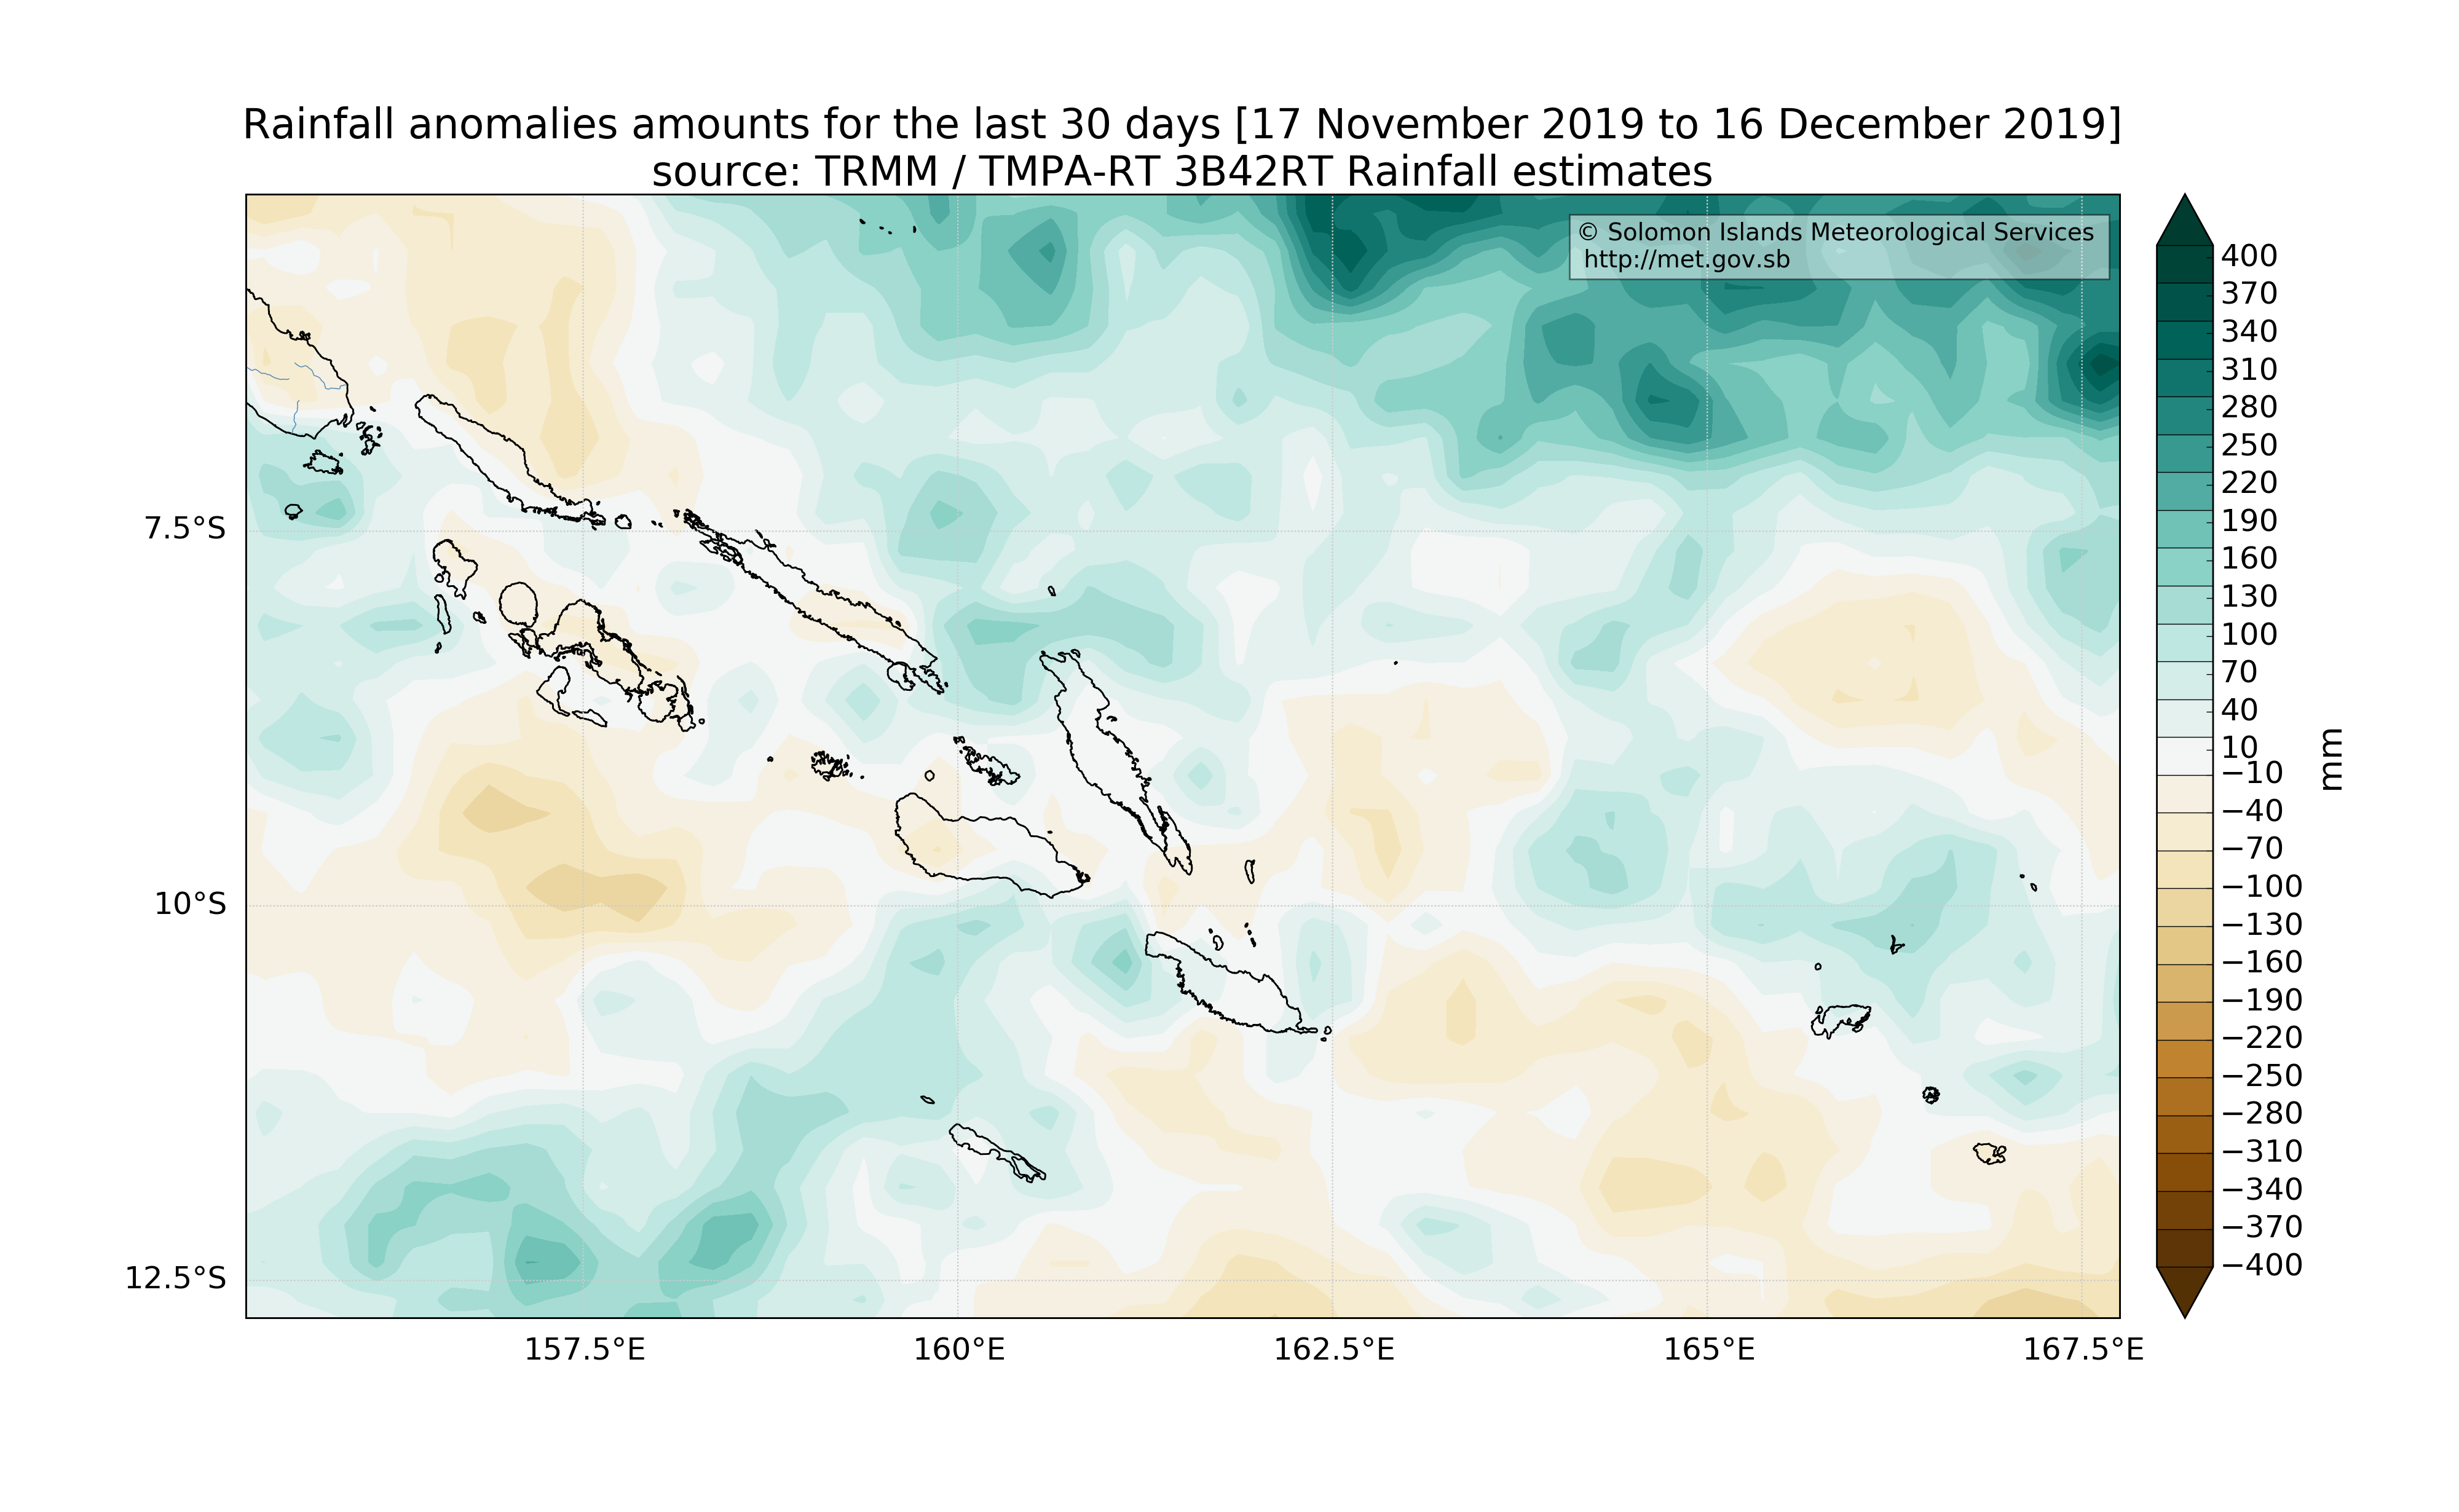 Rainfall anomalies amounts for the last 30 days [17 November 2019 to 16 December 2019]
source: TRMM / TMPA-RT 3B42RT Rainfall estimates
© Solomon Islands Meteorological Services
http://met.gov.sb
7.5°S
10°S
12.5°S
157.5°E
160°E
162.5°E
165°E
167.5°E
400
370
340
310
280
250
220
190
160
130
100
70
40
10
−10
−40
−70
−100
−130
−160
−190
−220
−250
−280
−310
−340
−370
−400
mm